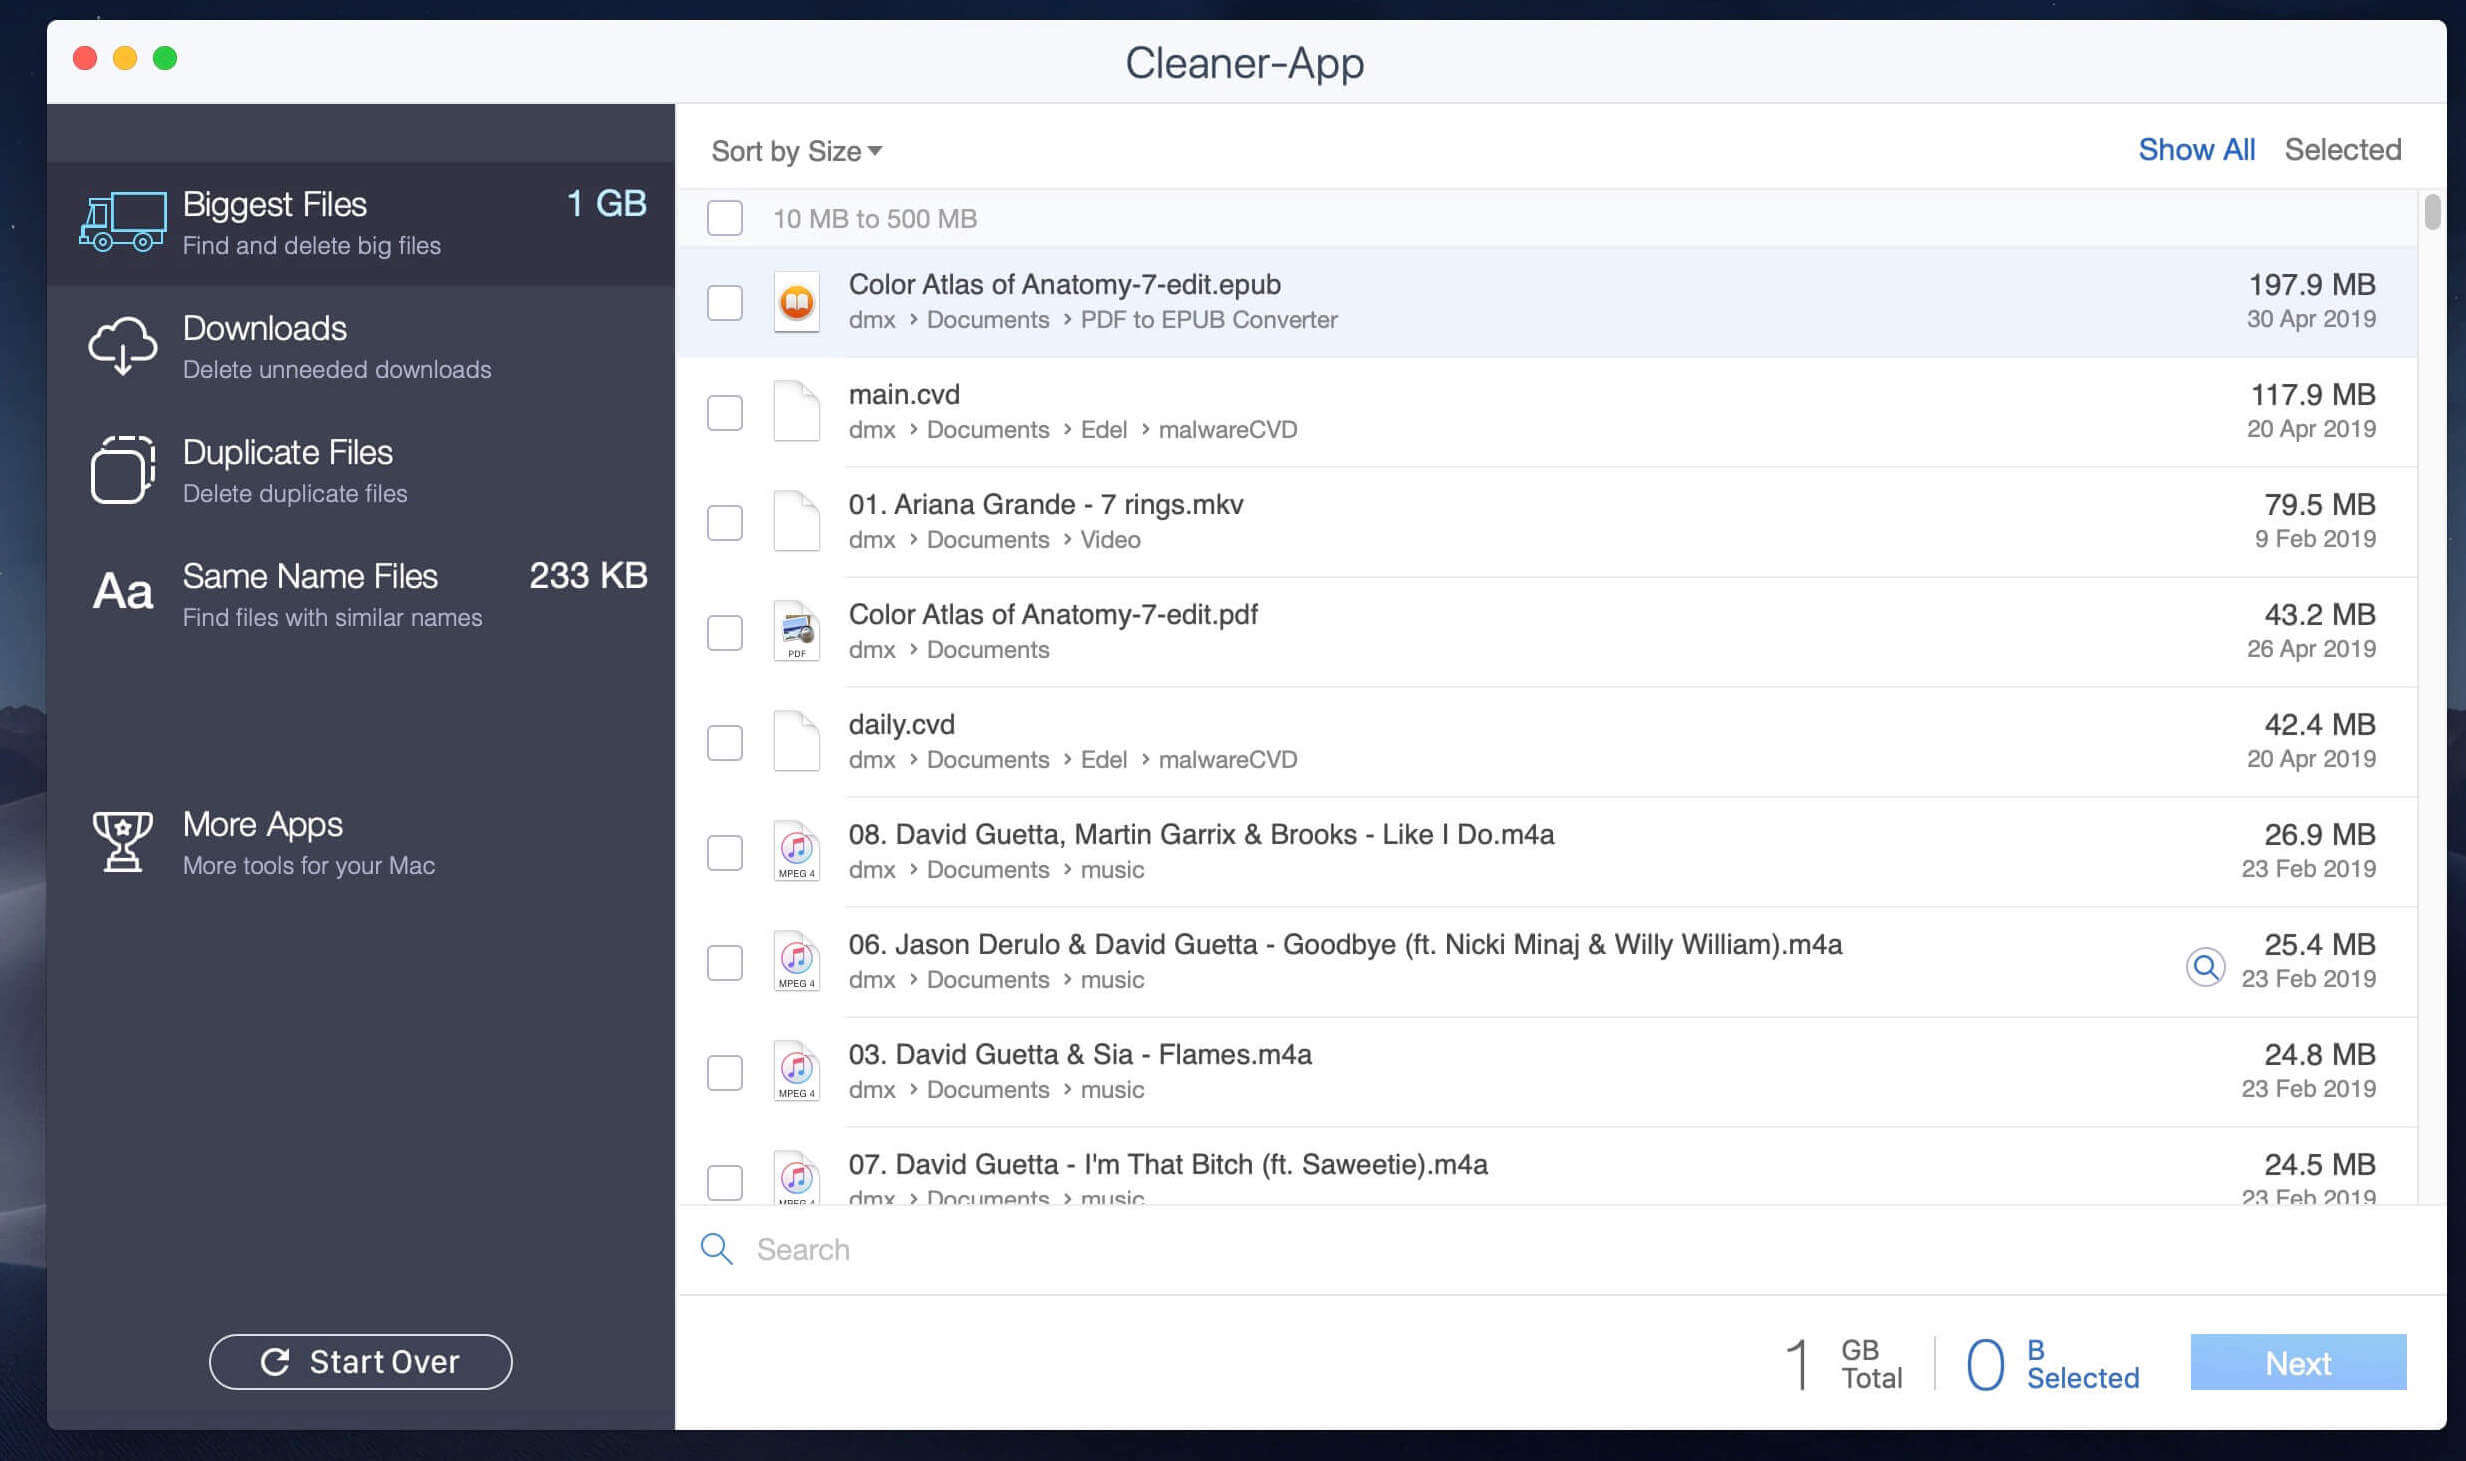 Cleaner-App
Biggest Files 1 GB
Find and delete big files
Downloads
Delete unneeded downloads
Duplicate Files
Delete duplicate files
Aa Same Name Files 233 KB
Find files with similar names
More Apps
More tools for your Mac
Start Over
Sort by Size Show All Selected
10 MB to 500 MB
Color Atlas of Anatomy-7-edit.epub 197.9 MB
dmx › Documents › PDF to EPUB Converter 30 Apr 2019
main.cvd 117.9 MB
dmx › Documents › Edel › malwareCVD 20 Apr 2019
01. Ariana Grande - 7 rings.mkv 79.5 MB
dmx › Documents › Video 9 Feb 2019
Color Atlas of Anatomy-7-edit.pdf 43.2 MB
PDF dmx › Documents 26 Apr 2019
daily.cvd 42.4 MB
dmx › Documents › Edel › malwareCVD 20 Apr 2019
08. David Guetta, Martin Garrix & Brooks - Like I Do.m4a 26.9 MB
MPEG 4 dmx › Documents › music 23 Feb 2019
06. Jason Derulo & David Guetta - Goodbye (ft. Nicki Minaj & Willy William).m4a 25.4 MB
MPEG 4 dmx › Documents › music 23 Feb 2019
03. David Guetta & Sia - Flames.m4a 24.8 MB
MPEG 4 dmx › Documents › music 23 Feb 2019
07. David Guetta - I'm That Bitch (ft. Saweetie).m4a 24.5 MB
MPEG 4 dmx › Documents › music 23 Feb 2019
Search
1 GB Total 0 B Selected Next